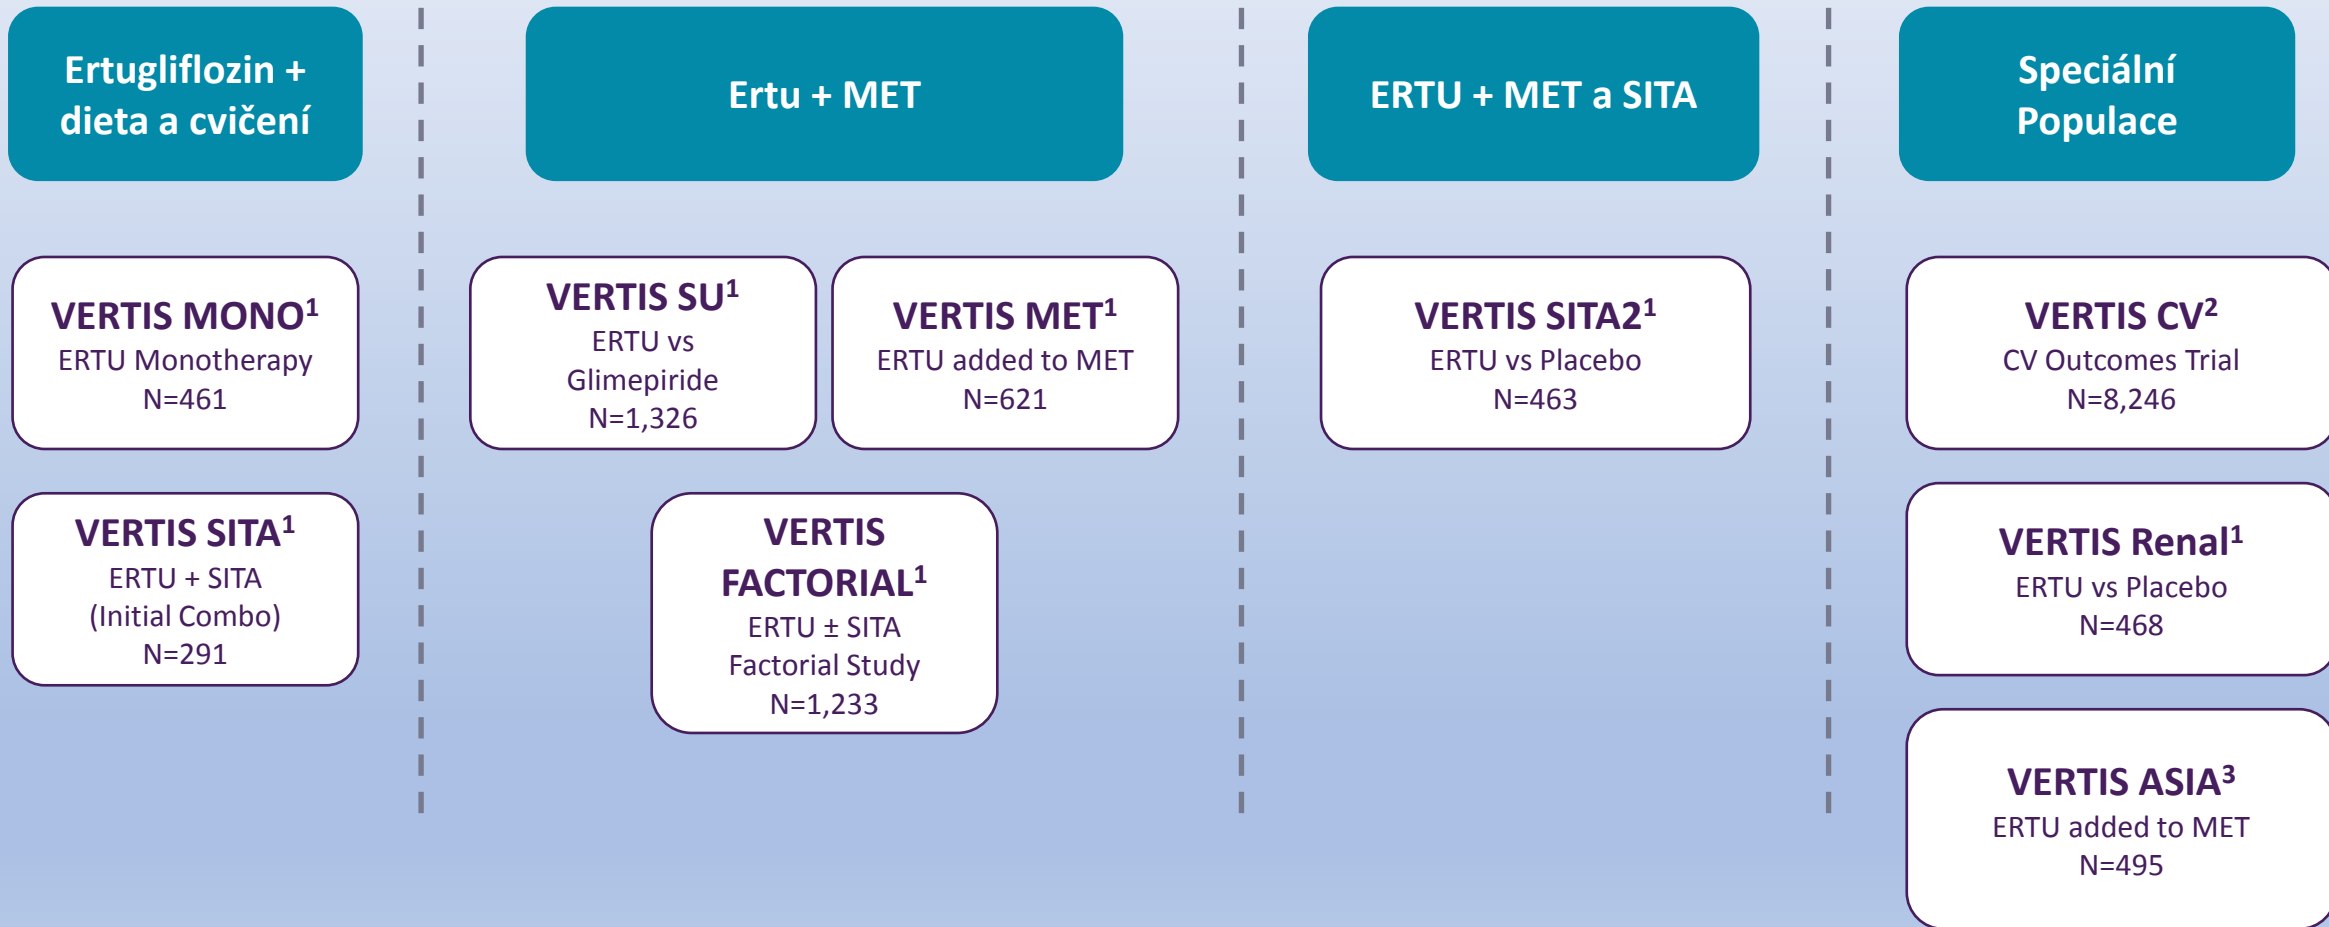 Ertugliflozin +
dieta a cvičení
Ertu + MET
ERTU + MET a SITA
Speciální
Populace
VERTIS MONO¹
ERTU Monotherapy
N=461
VERTIS SITA¹
ERTU + SITA
(Initial Combo)
N=291
VERTIS SU¹
ERTU vs
Glimepiride
N=1,326
VERTIS MET¹
ERTU added to MET
N=621
VERTIS
FACTORIAL¹
ERTU ± SITA
Factorial Study
N=1,233
VERTIS SITA2¹
ERTU vs Placebo
N=463
VERTIS CV²
CV Outcomes Trial
N=8,246
VERTIS Renal¹
ERTU vs Placebo
N=468
VERTIS ASIA³
ERTU added to MET
N=495